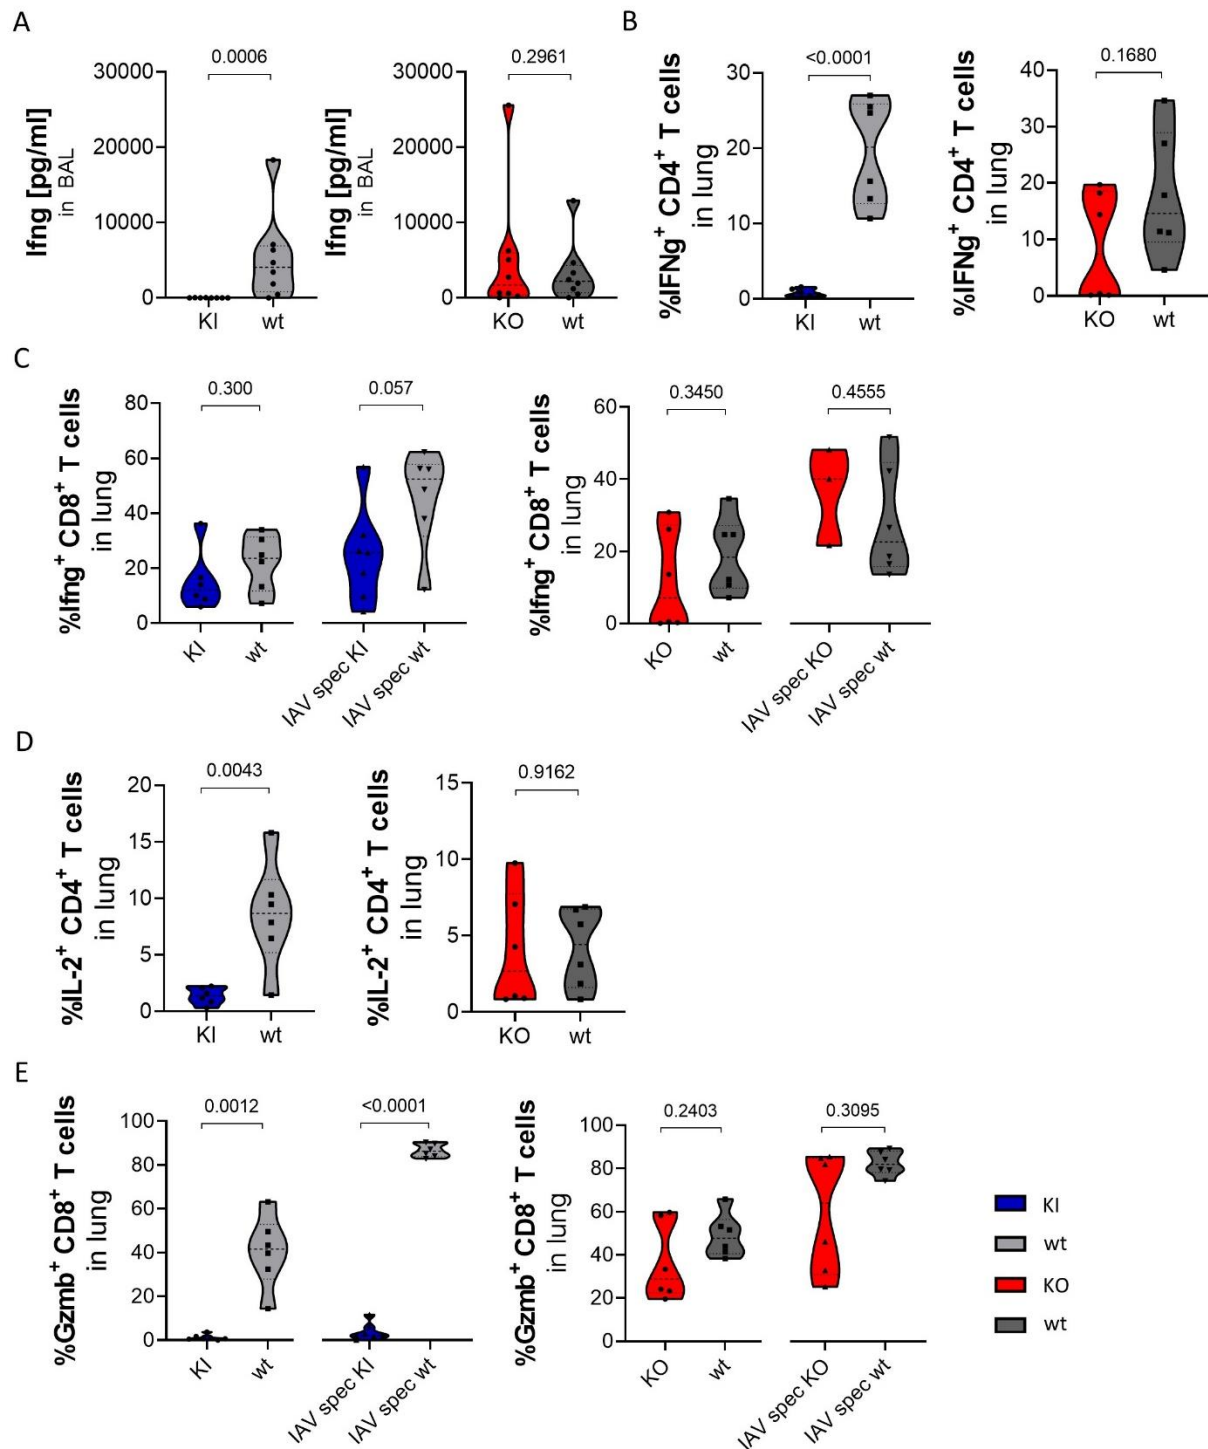 A
0.0006
Ifng [pg/ml]
in BAL
30000
20000
10000
0
KI
wt
0.2961
Ifng [pg/ml]
in BAL
30000
20000
10000
0
KO
wt
B
<0.0001
%IFNg⁺ CD4⁺ T cells
in lung
30
20
10
0
KI
wt
0.1680
%IFNg⁺ CD4⁺ T cells
in lung
40
30
20
10
0
KO
wt
C
0.300
0.057
%Ifng⁺ CD8⁺ T cells
in lung
80
60
40
20
0
KI
wt
IAV spec KI
IAV spec wt
0.3450
0.4555
%Ifng⁺ CD8⁺ T cells
in lung
60
40
20
0
KO
wt
IAV spec KO
IAV spec wt
D
0.0043
%IL-2⁺ CD4⁺ T cells
in lung
20
15
10
5
0
KI
wt
0.9162
%IL-2⁺ CD4⁺ T cells
in lung
15
10
5
0
KO
wt
E
0.0012
<0.0001
%Gzmb⁺ CD8⁺ T cells
in lung
100
80
60
40
20
0
KI
wt
IAV spec KI
IAV spec wt
0.2403
0.3095
%Gzmb⁺ CD8⁺ T cells
in lung
100
80
60
40
20
0
KO
wt
IAV spec KO
IAV spec wt
KI
wt
KO
wt